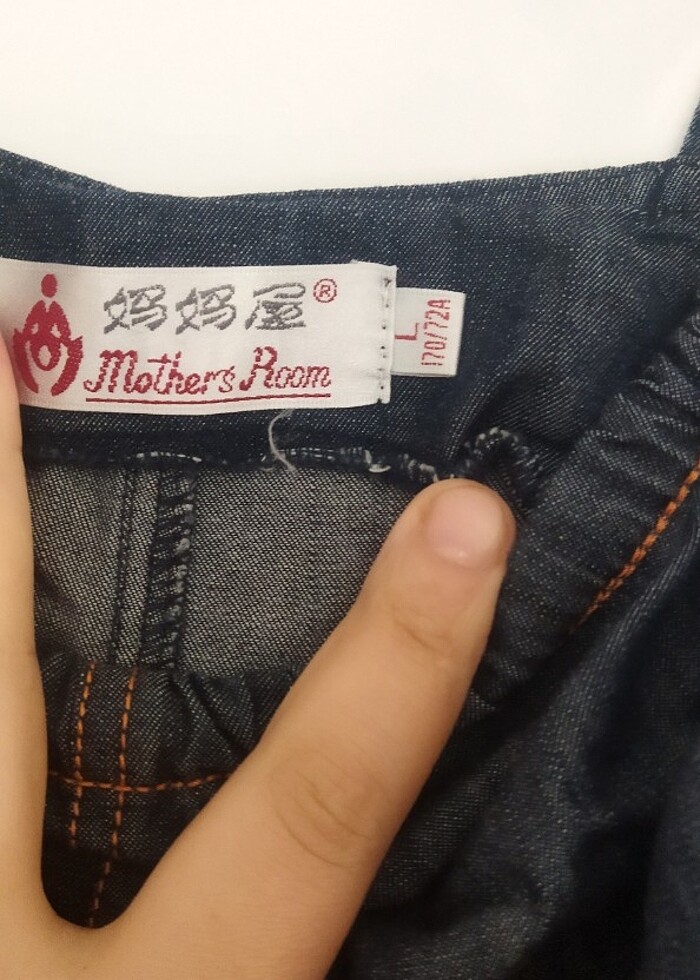 妈妈屋®
Mothers Room
L
170/72A